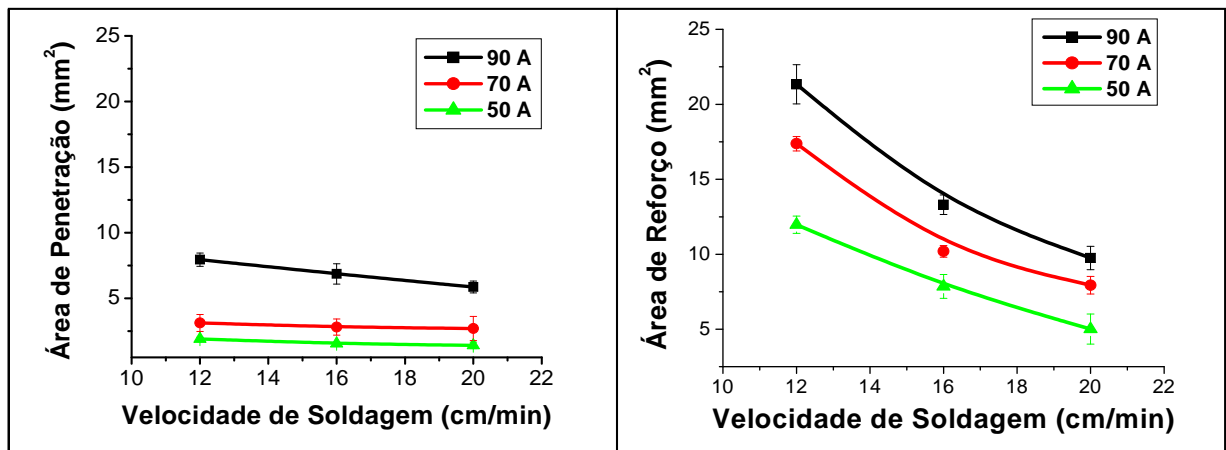 25
20
15
10
5
10 12 14 16 18 20 22
Área de Penetração (mm²)
Velocidade de Soldagem (cm/min)
90 A
70 A
50 A
25
20
15
10
5
10 12 14 16 18 20 22
Área de Reforço (mm²)
Velocidade de Soldagem (cm/min)
90 A
70 A
50 A